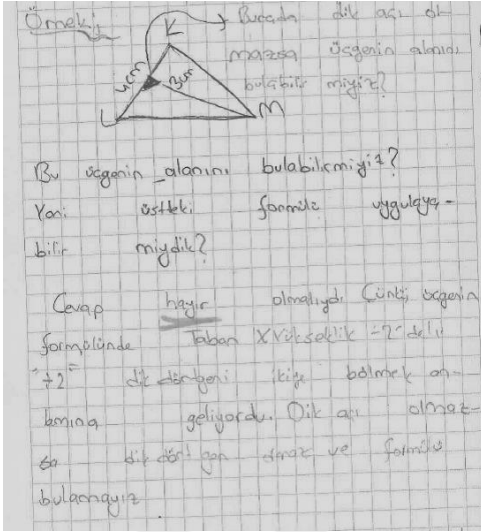 Örnek:
K
Burada dik açı ol-
mazsa üçgenin alanını
bulabilir miyiz?
4cm
3cm
L
M
Bu üçgenin alanını bulabilirmiyiz?
Yani üstteki formüle uygulaya-
bilir miydik?
Cevap hayır olmalıydı Çünkü üçgenin
formülünde Taban X Yükseklik ÷2'deki
"÷2" dik dörtgeni ikiye bölmek an-
lamına geliyordu. Dik açı olmaz-
sa dik dörtgen olmaz ve formülü
bulamayız